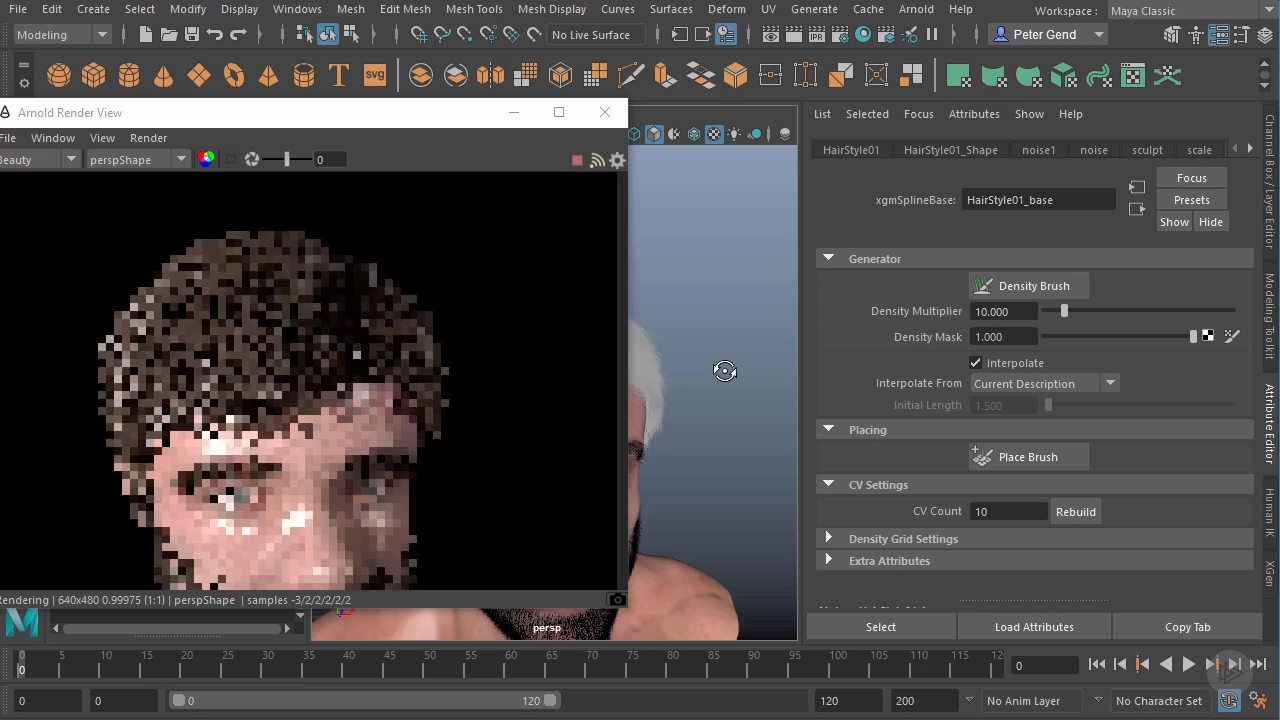 File Edit Create Select Modify Display Windows Mesh Edit Mesh Mesh Tools Mesh Display Curves Surfaces Deform UV Generate Cache Arnold Help Workspace : Maya Classic
Modeling No Live Surface IPR Peter Gend
T SVG
Arnold Render View
File Window View Render
Beauty perspShape 0
Rendering | 640x480 0.99975 (1:1) | perspShape | samples -3/2/2/2/2/2
persp
List Selected Focus Attributes Show Help
HairStyle01 HairStyle01_Shape noise1 noise sculpt scale
Focus
xgmSplineBase: HairStyle01_base Presets
Show Hide
Generator
Density Brush
Density Multiplier 10.000
Density Mask 1.000
Interpolate
Interpolate From Current Description
Initial Length 1.500
Placing
Place Brush
CV Settings
CV Count 10 Rebuild
Density Grid Settings
Extra Attributes
Select Load Attributes Copy Tab
Channel Box / Layer Editor
Modeling Toolkit
Attribute Editor
Human IK
XGen
0 5 10 15 20 25 30 35 40 45 50 55 60 65 70 75 80 85 90 95 100 105 110 115 12
0 0
0 0 0 120 120 200 No Anim Layer No Character Set